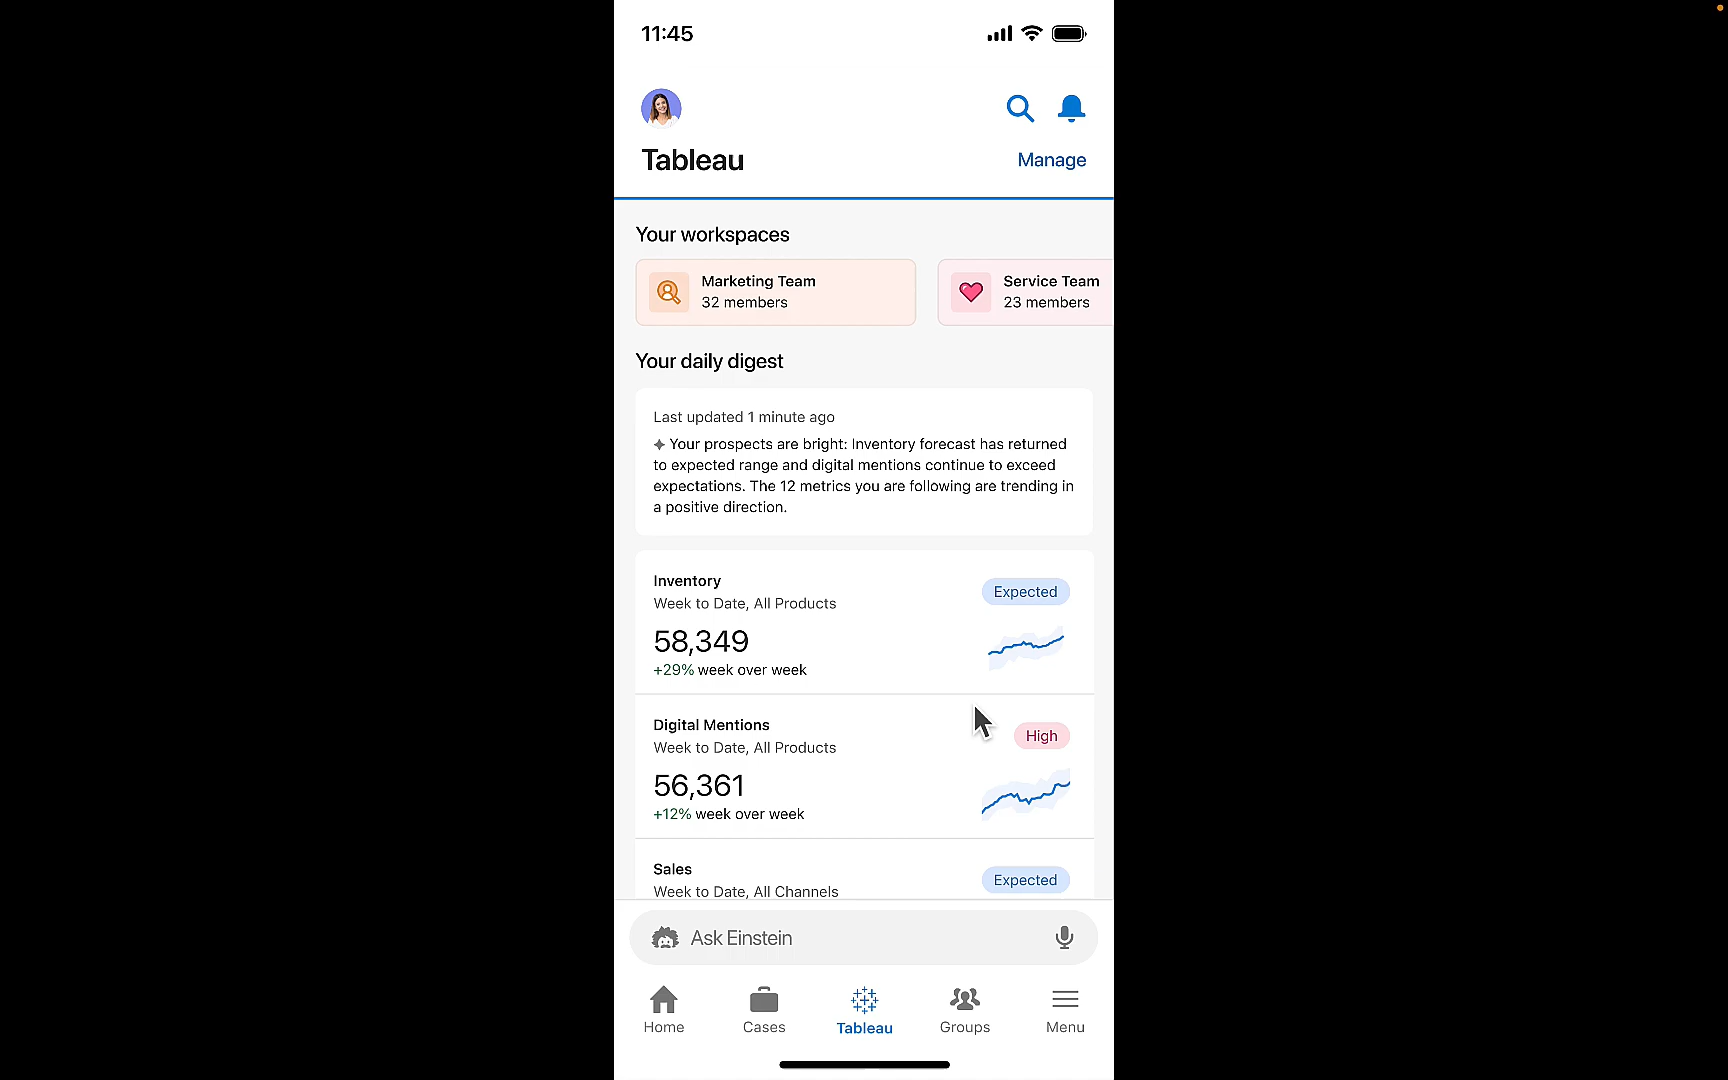 11:45
Tableau
Manage
Your workspaces
Marketing Team
32 members
Service Team
23 members
Your daily digest
Last updated 1 minute ago
Your prospects are bright: Inventory forecast has returned
to expected range and digital mentions continue to exceed
expectations. The 12 metrics you are following are trending in
a positive direction.
Inventory
Expected
Week to Date, All Products
58,349
+29% week over week
Digital Mentions
High
Week to Date, All Products
56,361
+12% week over week
Sales
Expected
Week to Date, All Channels
Ask Einstein
Home
Cases
Tableau
Groups
Menu